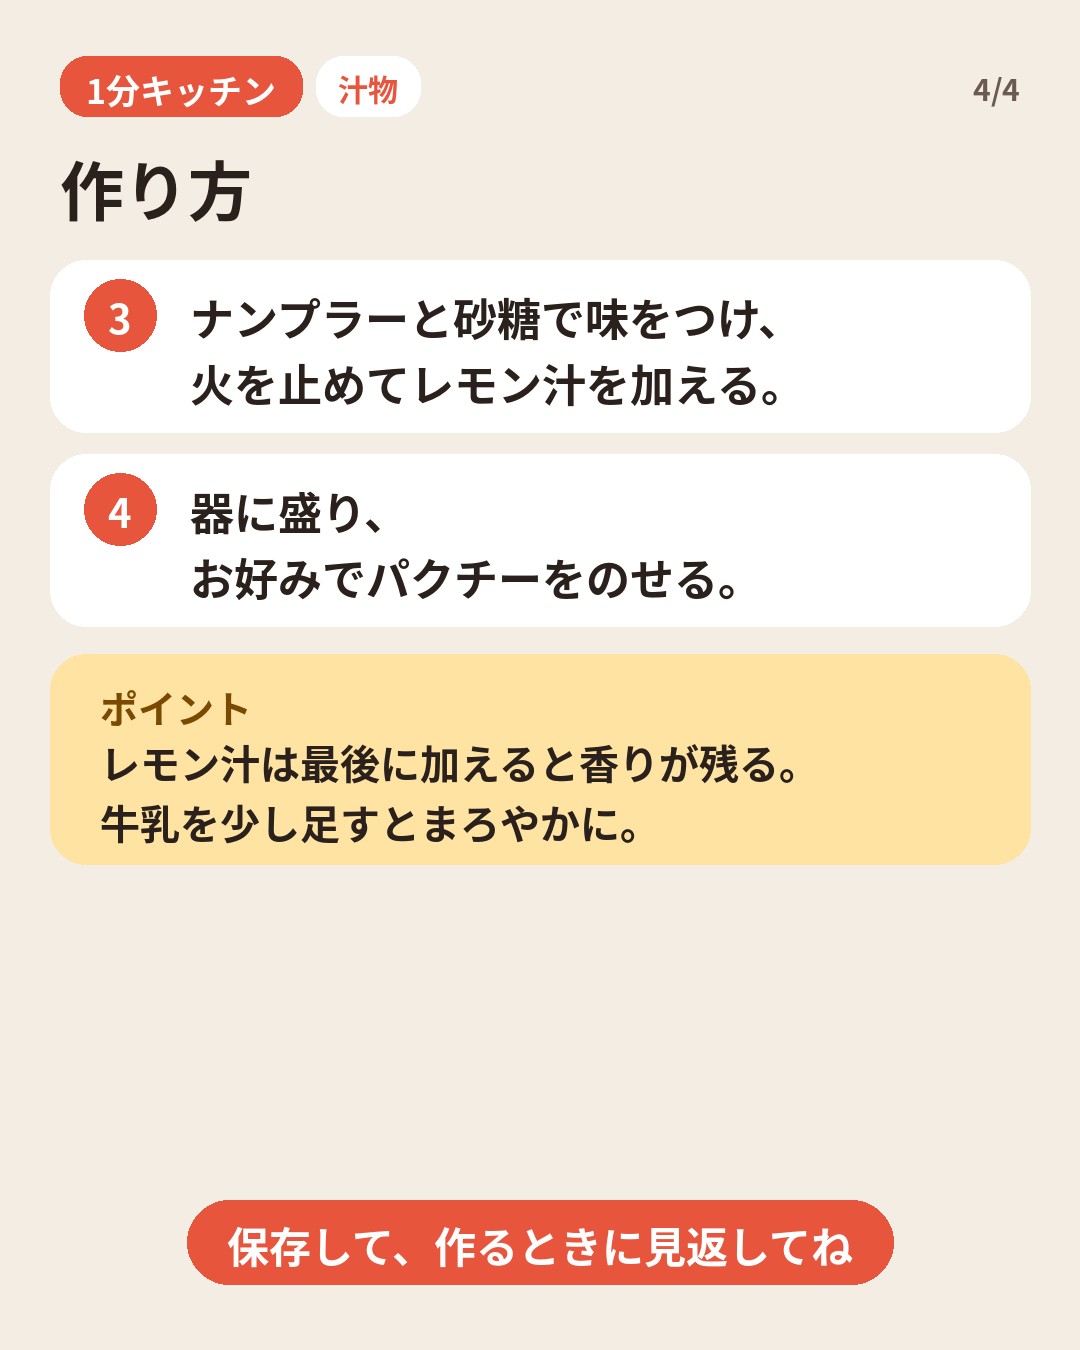 1分キッチン 汁物 4/4
作り方
3 ナンプラーと砂糖で味をつけ、
火を止めてレモン汁を加える。
4 器に盛り、
お好みでパクチーをのせる。
ポイント
レモン汁は最後に加えると香りが残る。
牛乳を少し足すとまろやかに。
保存して、作るときに見返してね